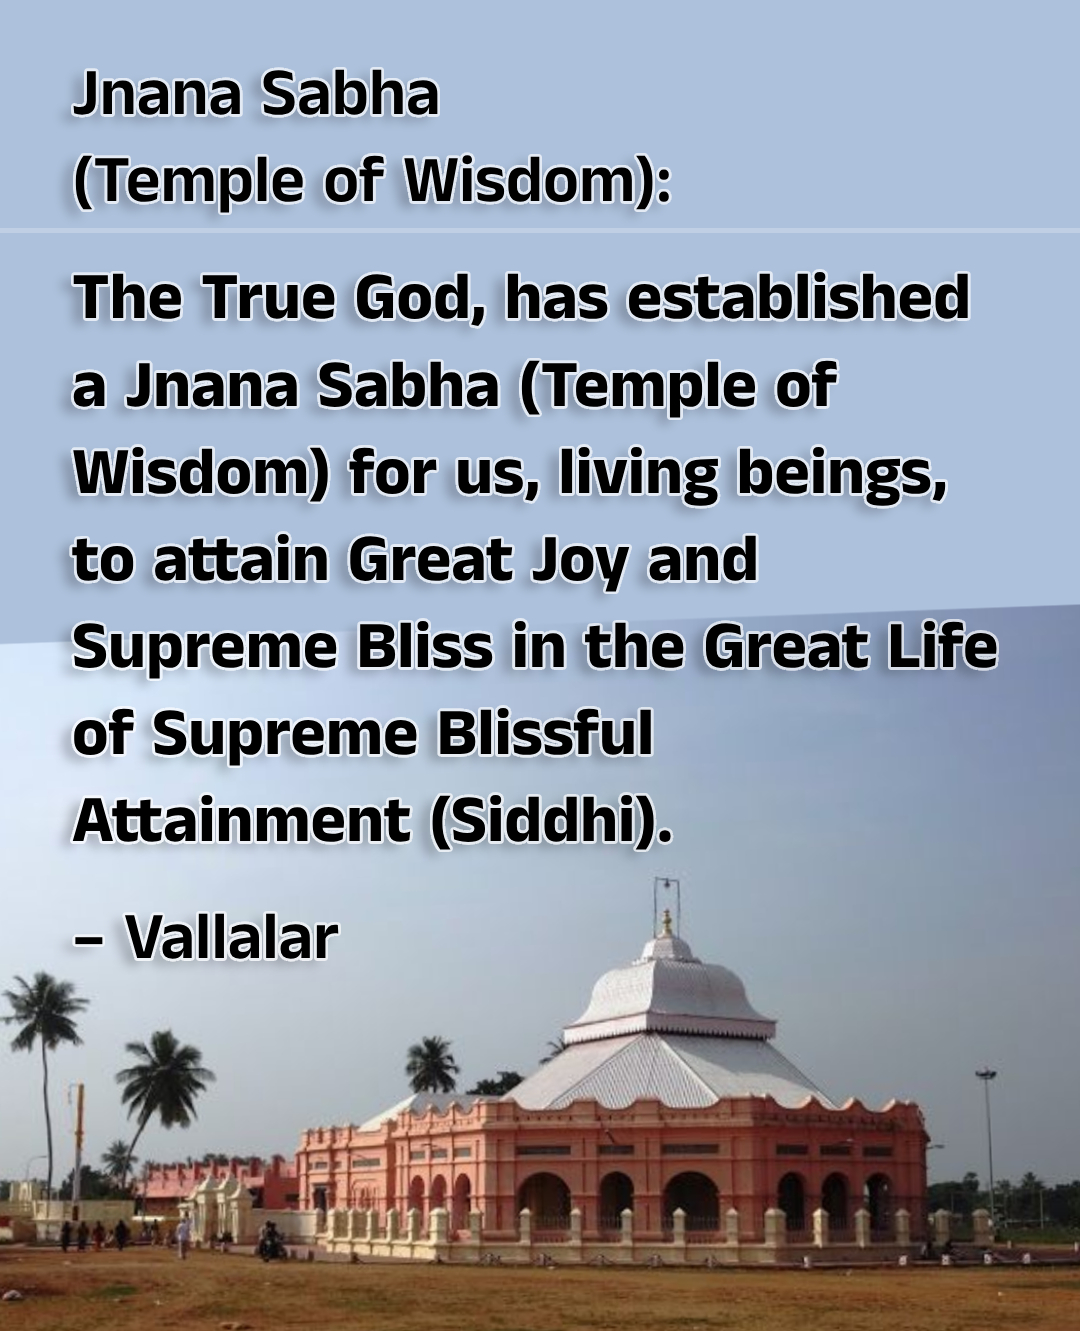 Jnana Sabha
(Temple of Wisdom):
The True God, has established
a Jnana Sabha (Temple of
Wisdom) for us, living beings,
to attain Great Joy and
Supreme Bliss in the Great Life
of Supreme Blissful
Attainment (Siddhi).
– Vallalar